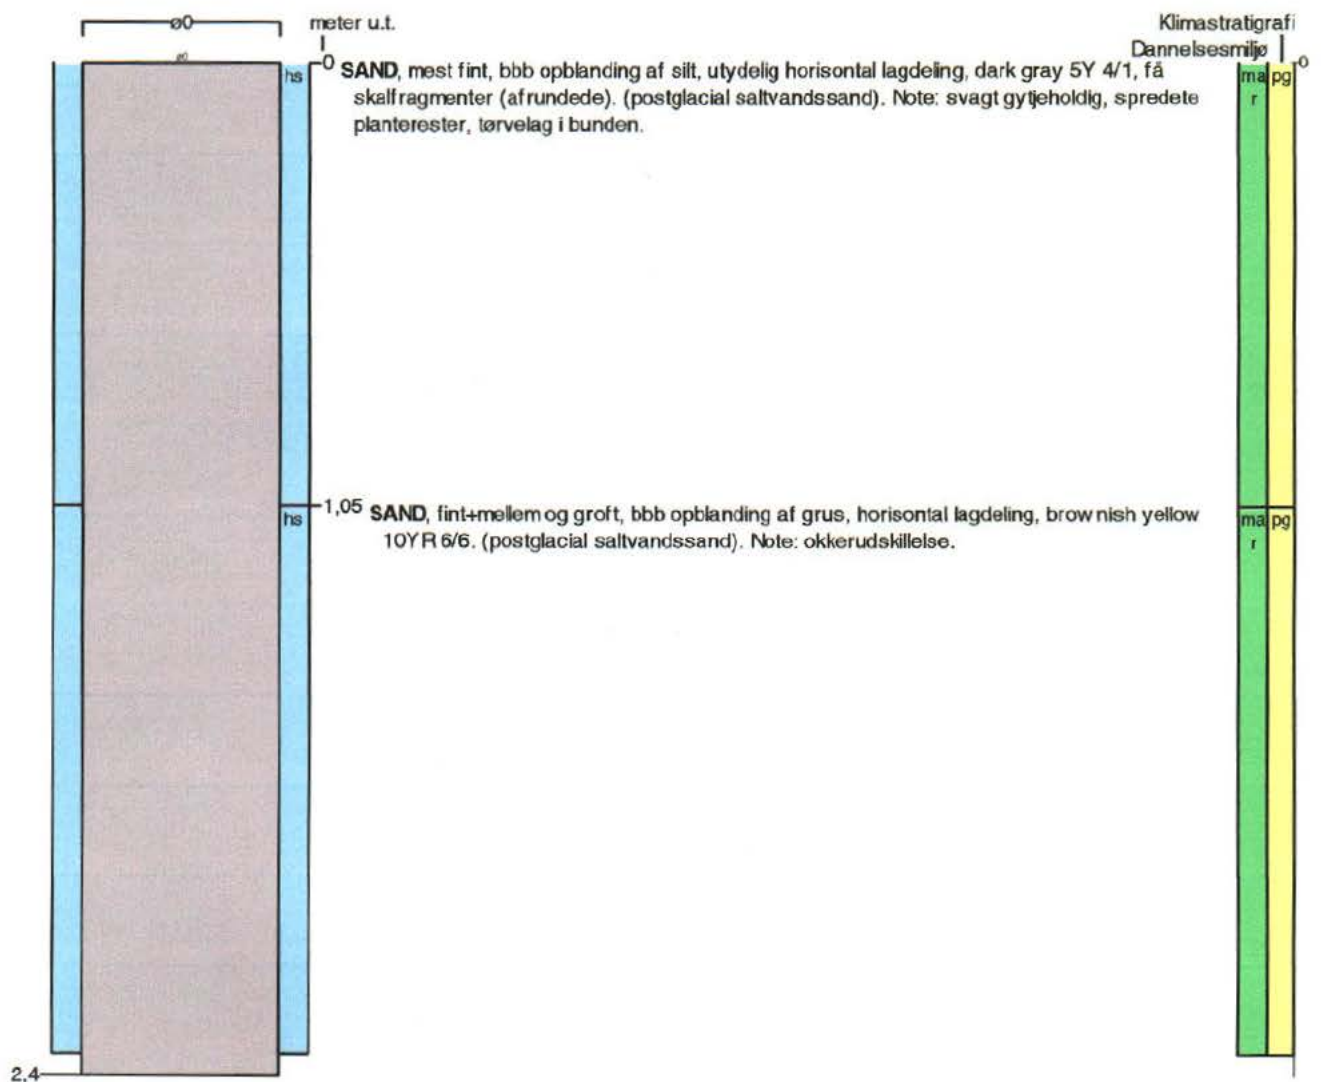 ø0
meter u.t.
Klimastratigrafi
Dannelsesmiljø
ø0
0
0
hs
SAND, mest fint, bbb opblanding af silt, utydelig horisontal lagdeling, dark gray 5Y 4/1, få
skalfragmenter (afrundede). (postglacial saltvandssand). Note: svagt gytjeholdig, spredete
planterester, tørvelag i bunden.
ma
r
pg
1,05
hs
SAND, fint+mellem og groft, bbb opblanding af grus, horisontal lagdeling, brownish yellow
10YR 6/6. (postglacial saltvandssand). Note: okkerudskillelse.
ma
r
pg
2,4